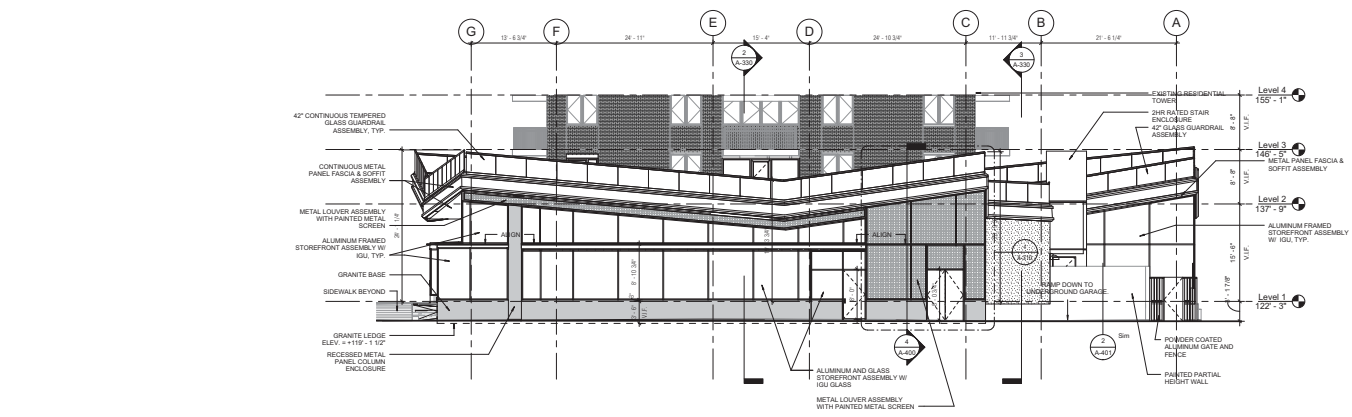 G
F
E
D
C
B
A
13' - 6 3/4"
24' - 11"
15' - 4"
24' - 10 3/4"
11' - 11 3/4"
21' - 6 1/4"
2
A-330
3
A-330
EXISTING RESIDENTIAL
TOWER
2HR RATED STAIR
ENCLOSURE
42" GLASS GUARDRAIL
ASSEMBLY
Level 4
155' - 1"
8' - 8"
V.I.F.
Level 3
146' - 5"
METAL PANEL FASCIA &
SOFFIT ASSEMBLY
8' - 8"
V.I.F.
Level 2
137' - 9"
ALUMINUM FRAMED
STOREFRONT ASSEMBLY
W/ IGU, TYP.
15' - 6"
V.I.F.
Level 1
122' - 3"
42" CONTINUOUS TEMPERED
GLASS GUARDRAIL
ASSEMBLY, TYP.
CONTINUOUS METAL
PANEL FASCIA & SOFFIT
ASSEMBLY
METAL LOUVER ASSEMBLY
WITH PAINTED METAL
SCREEN
ALUMINUM FRAMED
STOREFRONT ASSEMBLY W/
IGU, TYP.
GRANITE BASE
SIDEWALK BEYOND
GRANITE LEDGE
ELEV. = +119' - 1 1/2"
RECESSED METAL
PANEL COLUMN
ENCLOSURE
ALIGN
ALIGN
8' - 10 3/4"
V.I.F.
A-310
RAMP DOWN TO
UNDERGROUND GARAGE.
4
A-400
2
A-401
Sim
POWDER COATED
ALUMINUM GATE AND
FENCE
PAINTED PARTIAL
HEIGHT WALL
ALUMINUM AND GLASS
STOREFRONT ASSEMBLY W/
IGU GLASS
METAL LOUVER ASSEMBLY
WITH PAINTED METAL SCREEN